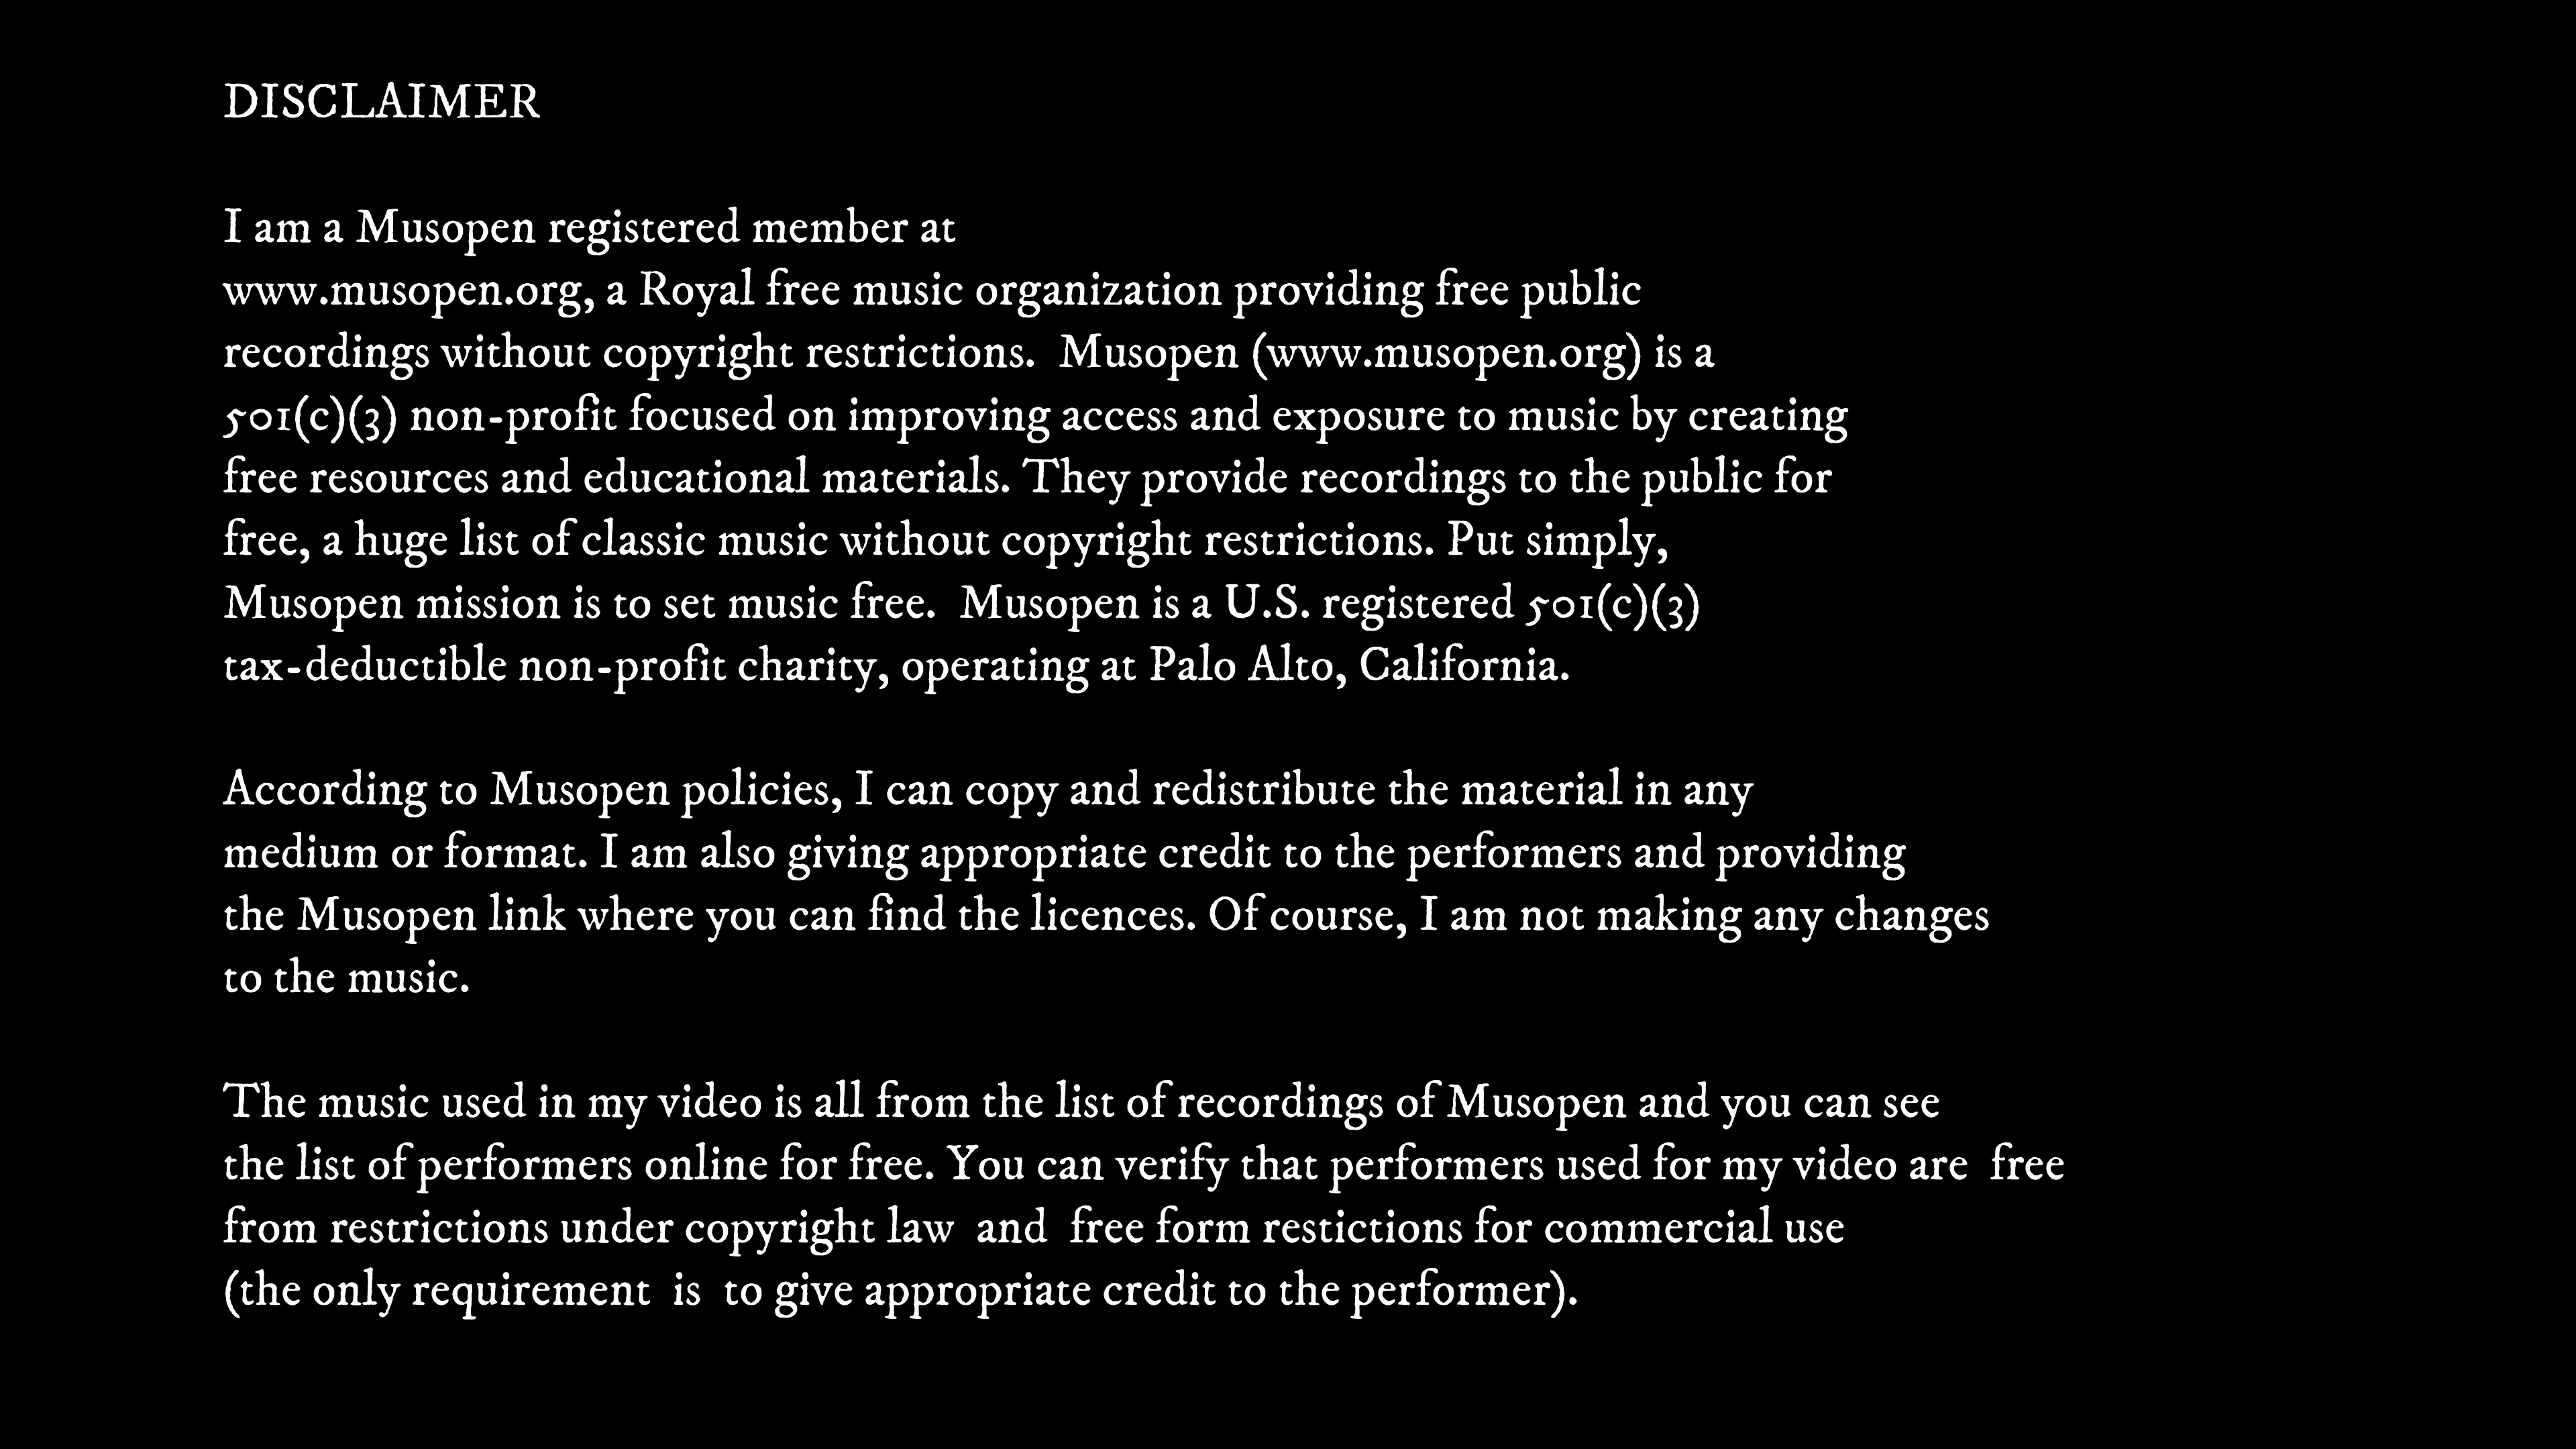 DISCLAIMER
I am a Musopen registered member at
www.musopen.org, a Royal free music organization providing free public
recordings without copyright restrictions.  Musopen (www.musopen.org) is a
501(c)(3) non-profit focused on improving access and exposure to music by creating
free resources and educational materials. They provide recordings to the public for
free, a huge list of classic music without copyright restrictions. Put simply,
Musopen mission is to set music free.  Musopen is a U.S. registered 501(c)(3)
tax-deductible non-profit charity, operating at Palo Alto, California.
According to Musopen policies, I can copy and redistribute the material in any
medium or format. I am also giving appropriate credit to the performers and providing
the Musopen link where you can find the licences. Of course, I am not making any changes
to the music.
The music used in my video is all from the list of recordings of Musopen and you can see
the list of performers online for free. You can verify that performers used for my video are  free
from restrictions under copyright law  and  free form restictions for commercial use
(the only requirement  is  to give appropriate credit to the performer).